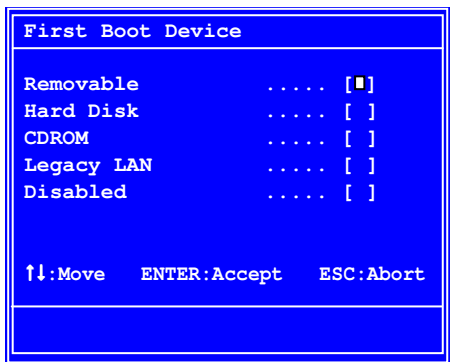 First Boot Device
Removable ..... [■]
Hard Disk ..... [ ]
CDROM ..... [ ]
Legacy LAN ..... [ ]
Disabled ..... [ ]
↑↓:Move ENTER:Accept ESC:Abort